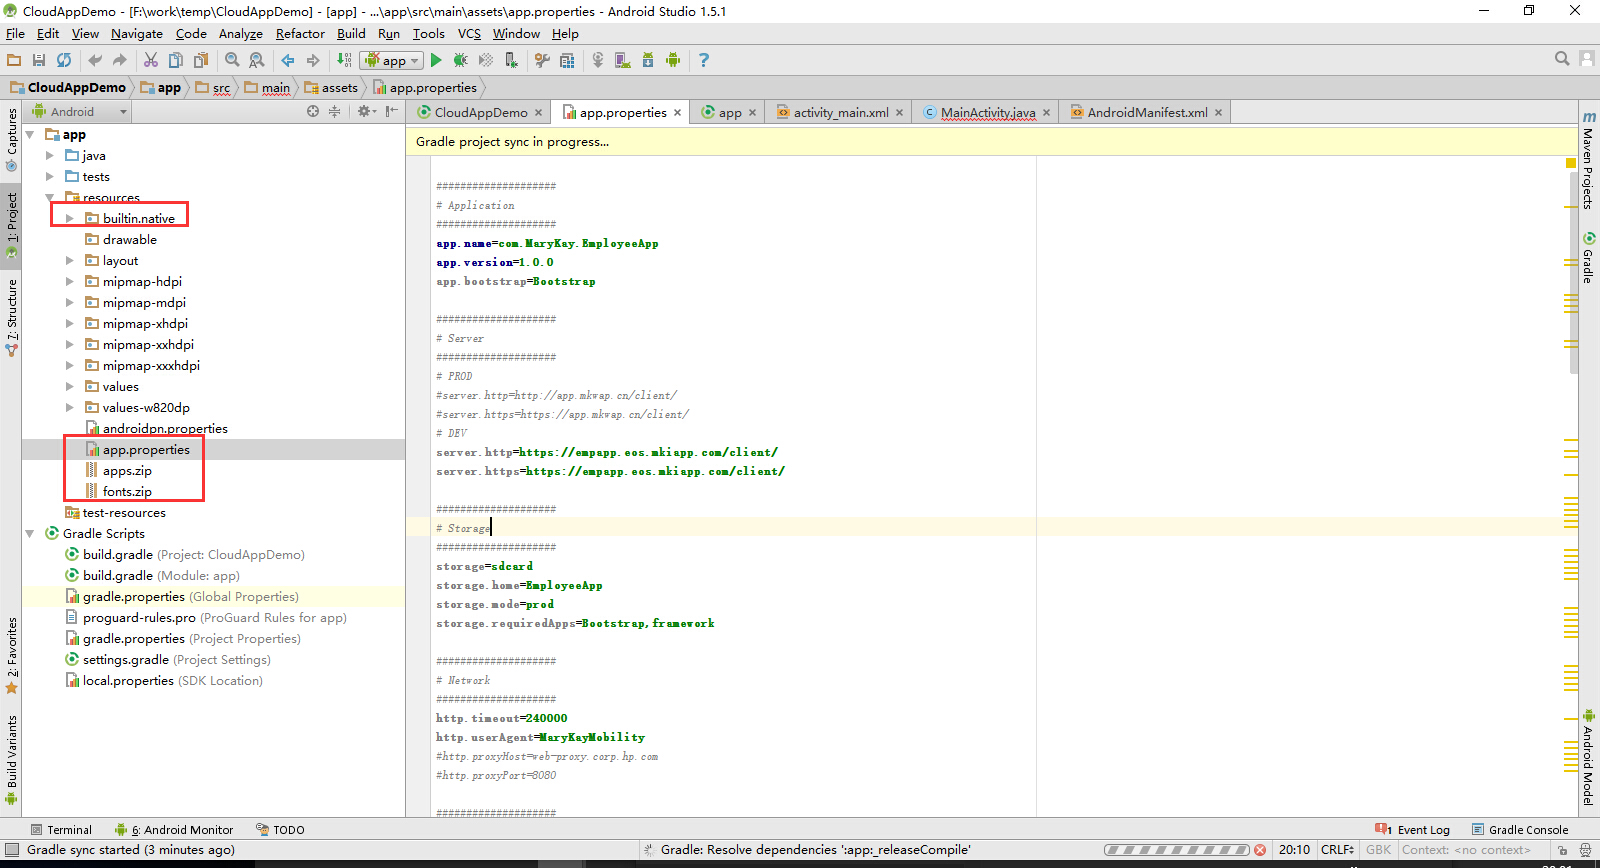 CloudAppDemo - [F:\work\temp\CloudAppDemo] - [app] - ...\app\src\main\assets\app.properties - Android Studio 1.5.1
File Edit View Navigate Code Analyze Refactor Build Run Tools VCS Window Help
app
CloudAppDemo app src main assets app.properties
Android
CloudAppDemo app.properties app activity_main.xml MainActivity.java AndroidManifest.xml
Gradle project sync in progress...
Captures
1: Project
7: Structure
2: Favorites
Build Variants
app
java
tests
resources
builtin.native
drawable
layout
mipmap-hdpi
mipmap-mdpi
mipmap-xhdpi
mipmap-xxhdpi
mipmap-xxxhdpi
values
values-w820dp
androidpn.properties
app.properties
apps.zip
fonts.zip
test-resources
Gradle Scripts
build.gradle (Project: CloudAppDemo)
build.gradle (Module: app)
gradle.properties (Global Properties)
proguard-rules.pro (ProGuard Rules for app)
gradle.properties (Project Properties)
settings.gradle (Project Settings)
local.properties (SDK Location)
####################
# Application
####################
app.name=com.MaryKay.EmployeeApp
app.version=1.0.0
app.bootstrap=Bootstrap
####################
# Server
####################
# PROD
#server.http=http://app.mkwap.cn/client/
#server.https=https://app.mkwap.cn/client/
# DEV
server.http=https://empapp.eos.mkiapp.com/client/
server.https=https://empapp.eos.mkiapp.com/client/
####################
# Storage
####################
storage=sdcard
storage.home=EmployeeApp
storage.mode=prod
storage.requiredApps=Bootstrap,framework
####################
# Network
####################
http.timeout=240000
http.userAgent=MaryKayMobility
#http.proxyHost=web-proxy.corp.hp.com
#http.proxyPort=8080
####################
Maven Projects
Gradle
Android Model
Terminal 6: Android Monitor TODO 1 Event Log Gradle Console
Gradle sync started (3 minutes ago) Gradle: Resolve dependencies ':app:_releaseCompile' 20:10 CRLF GBK Context: <no context>